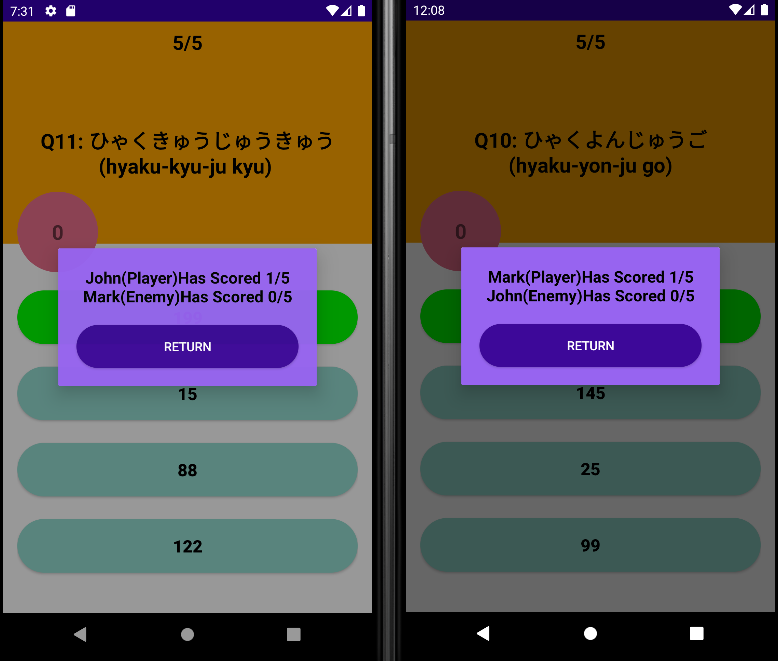 7:31
5/5
Q11: ひゃくきゅうじゅうきゅう
(hyaku-kyu-ju kyu)
0
John(Player)Has Scored 1/5
Mark(Enemy)Has Scored 0/5
199
RETURN
15
88
122
12:08
5/5
Q10: ひゃくよんじゅうご
(hyaku-yon-ju go)
0
Mark(Player)Has Scored 1/5
John(Enemy)Has Scored 0/5
RETURN
145
25
99